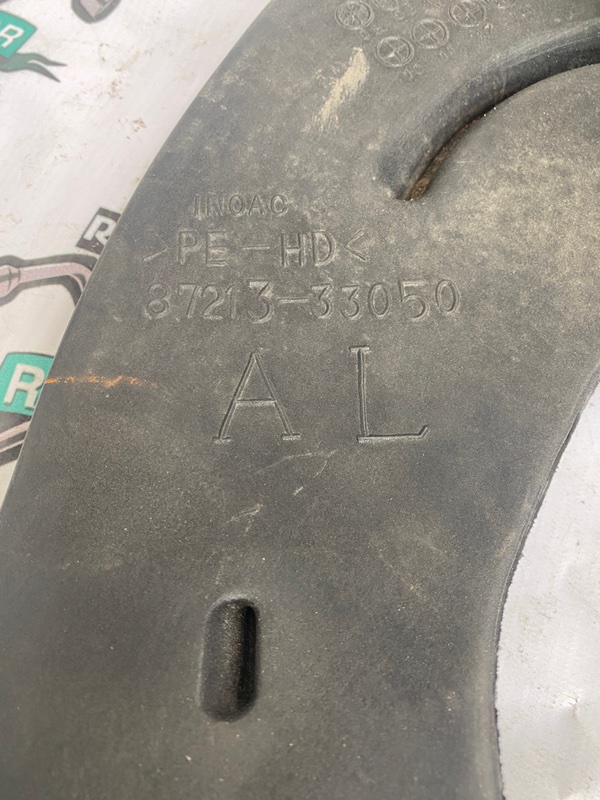 R
INOAC
>PE-HD<
87213-33050
R
A L
R